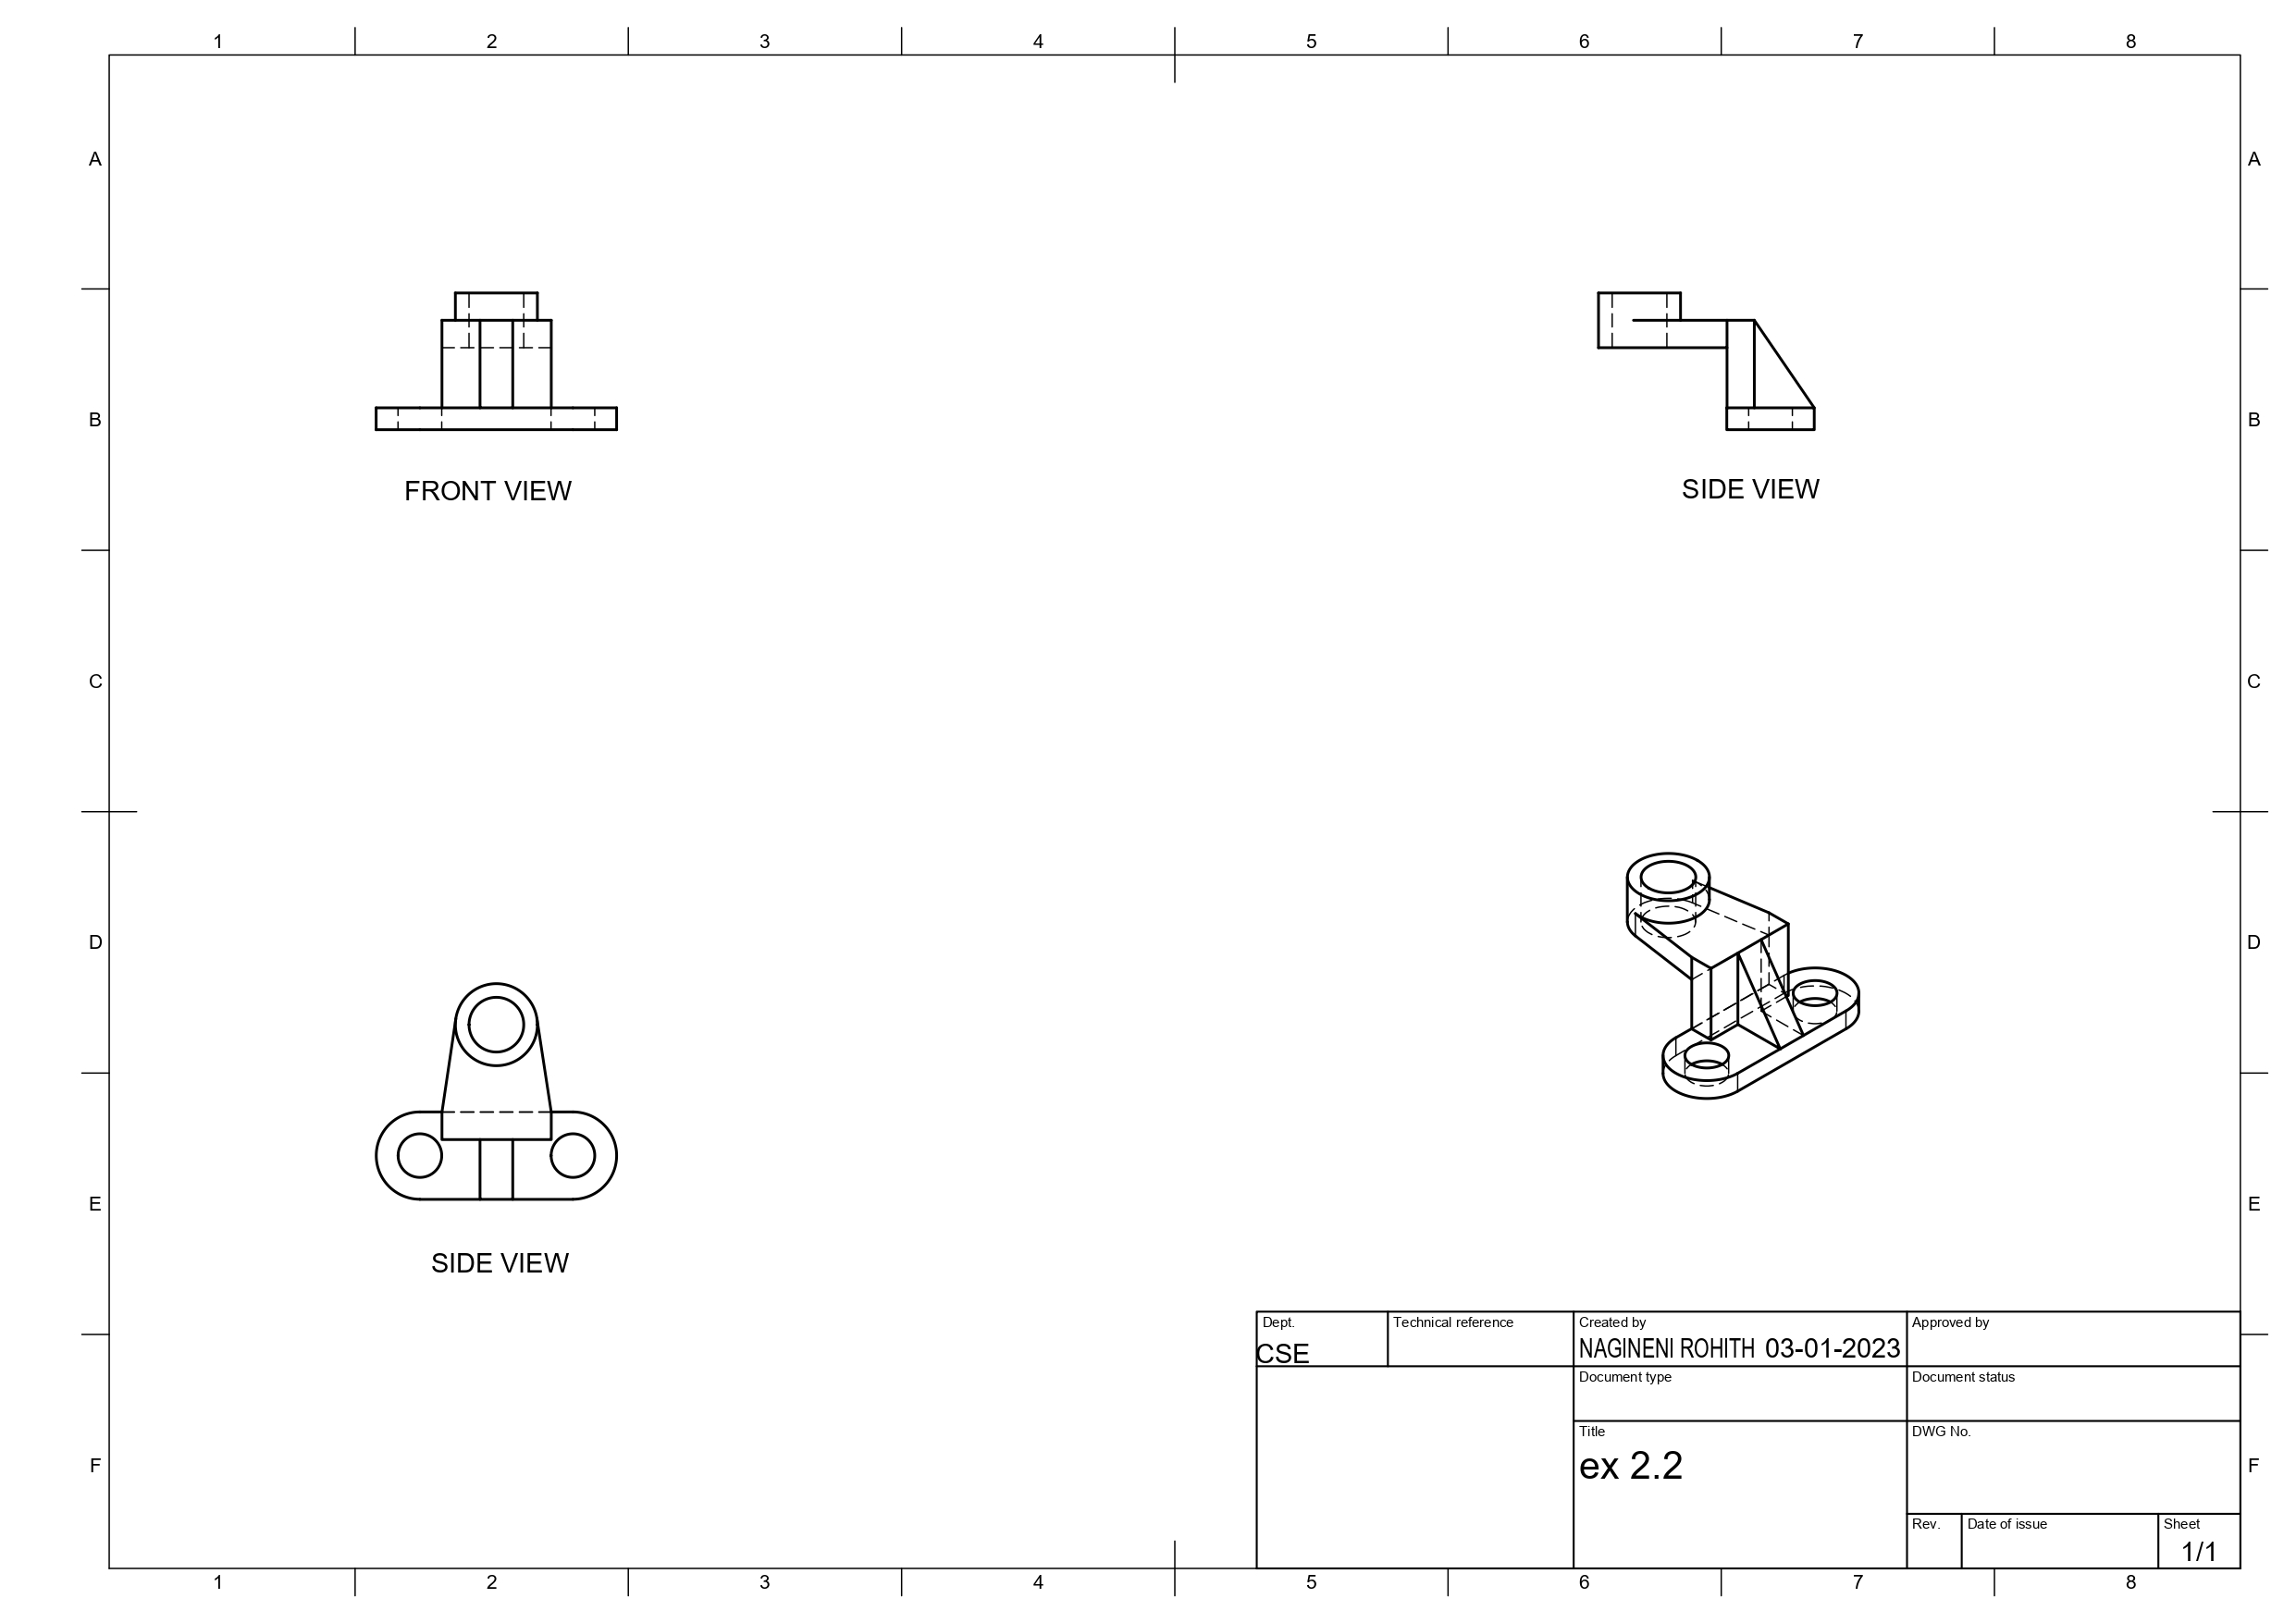 1 2 3 4 5 6 7 8
A A
B B
FRONT VIEW SIDE VIEW
C C
D D
E E
SIDE VIEW
Dept. Technical reference Created by Approved by
CSE NAGINENI ROHITH 03-01-2023
Document type Document status
Title DWG No.
ex 2.2
F F
Rev. Date of issue Sheet
1/1
1 2 3 4 5 6 7 8